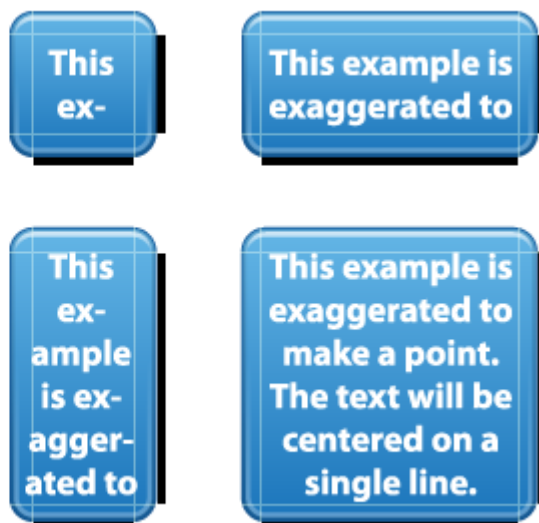 This
ex-
This example is
exaggerated to
This
ex-
ample
is ex-
agger-
ated to
This example is
exaggerated to
make a point.
The text will be
centered on a
single line.